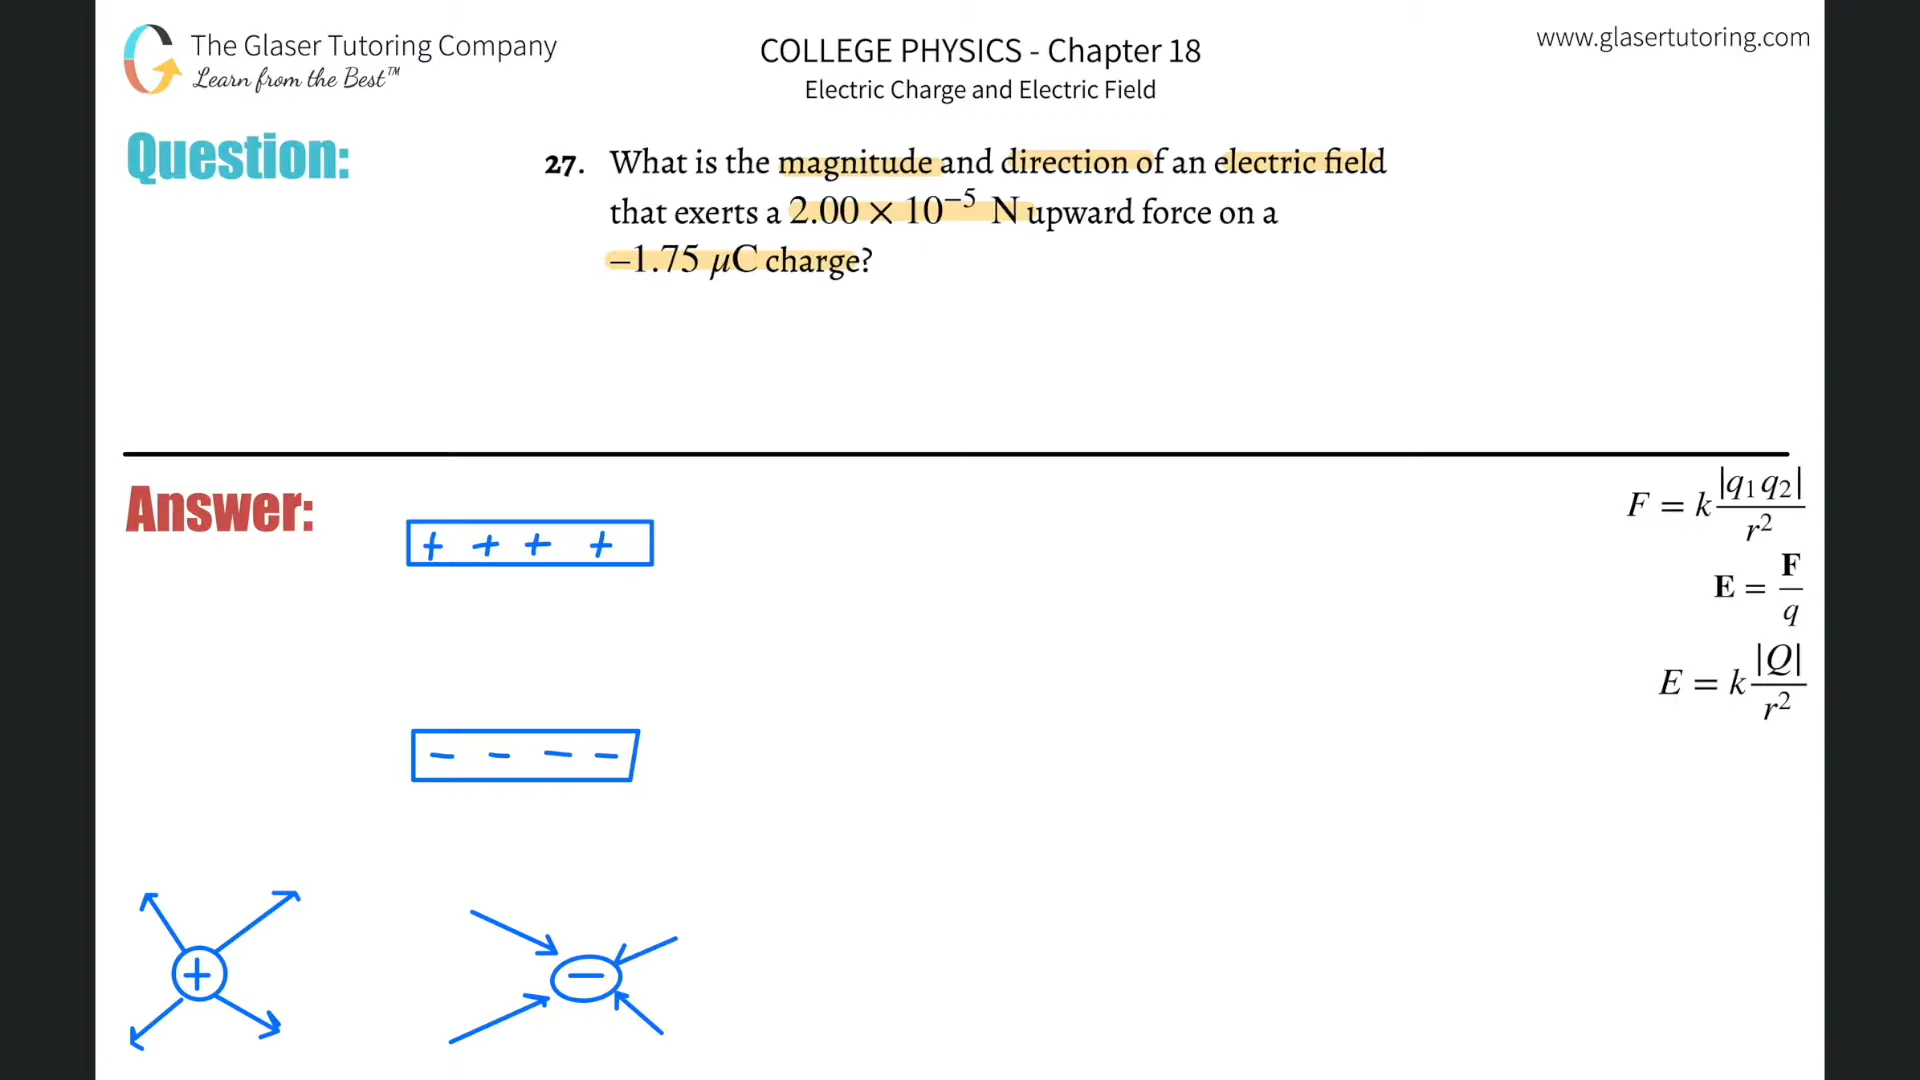 The Glaser Tutoring Company
Learn from the Best™
COLLEGE PHYSICS - Chapter 18
Electric Charge and Electric Field
www.glasertutoring.com
Question:
27. What is the magnitude and direction of an electric field
that exerts a 2.00 × 10⁻⁵ N upward force on a
−1.75 μC charge?
Answer:
F = k |q₁q₂| / r²
E = F / q
E = k |Q| / r²
+ + + +
− − − −
+
−